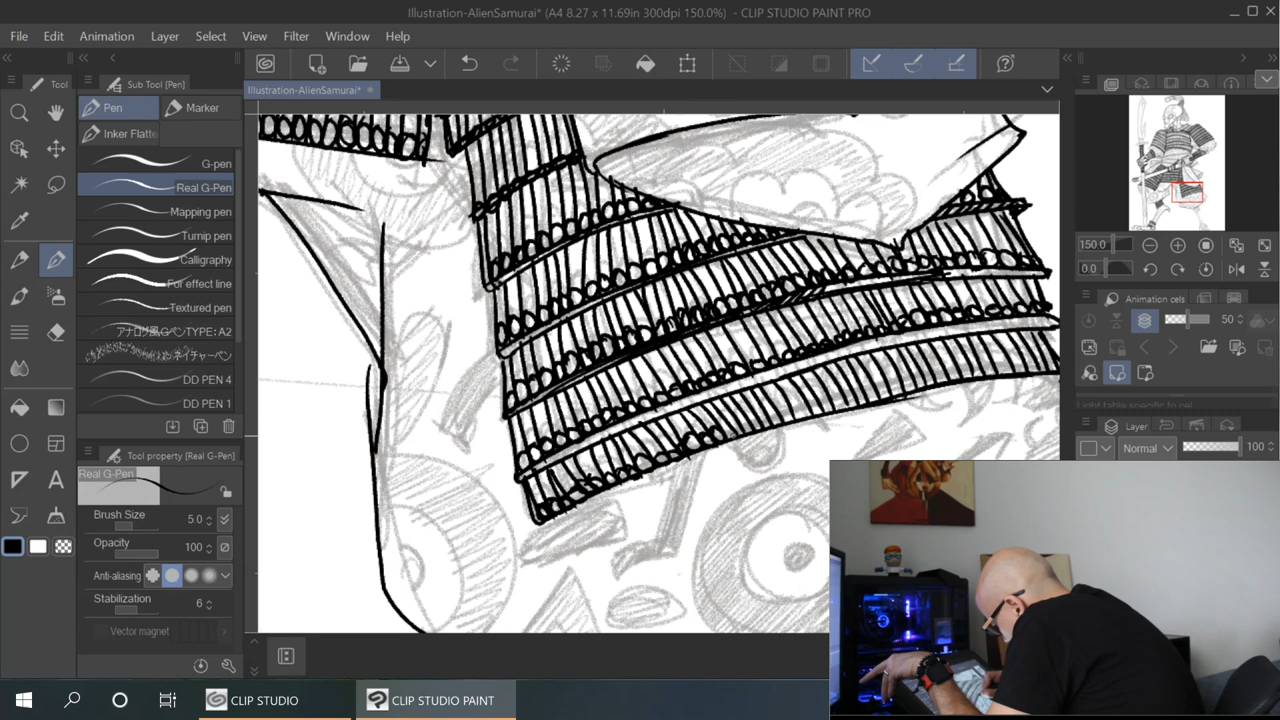 Illustration-AlienSamurai* (A4 8.27 x 11.69in 300dpi 150.0%) - CLIP STUDIO PAINT PRO
File Edit Animation Layer Select View Filter Window Help
Tool
Sub Tool [Pen]
Illustration-AlienSamurai*
Pen
Marker
Inker Flatte
G-pen
Real G-Pen
Mapping pen
Turnip pen
Calligraphy
For effect line
Textured pen
アナログ風GペンTYPE: A2
DD PEN 4
DD PEN 1
Tool property [Real G-Pen]
Real G-Pen
Brush Size 5.0
Opacity 100
Anti-aliasing
Stabilization 6
Vector magnet
150.0
0.0
Animation cels
50
Layer
Normal 100
CLIP STUDIO
CLIP STUDIO PAINT